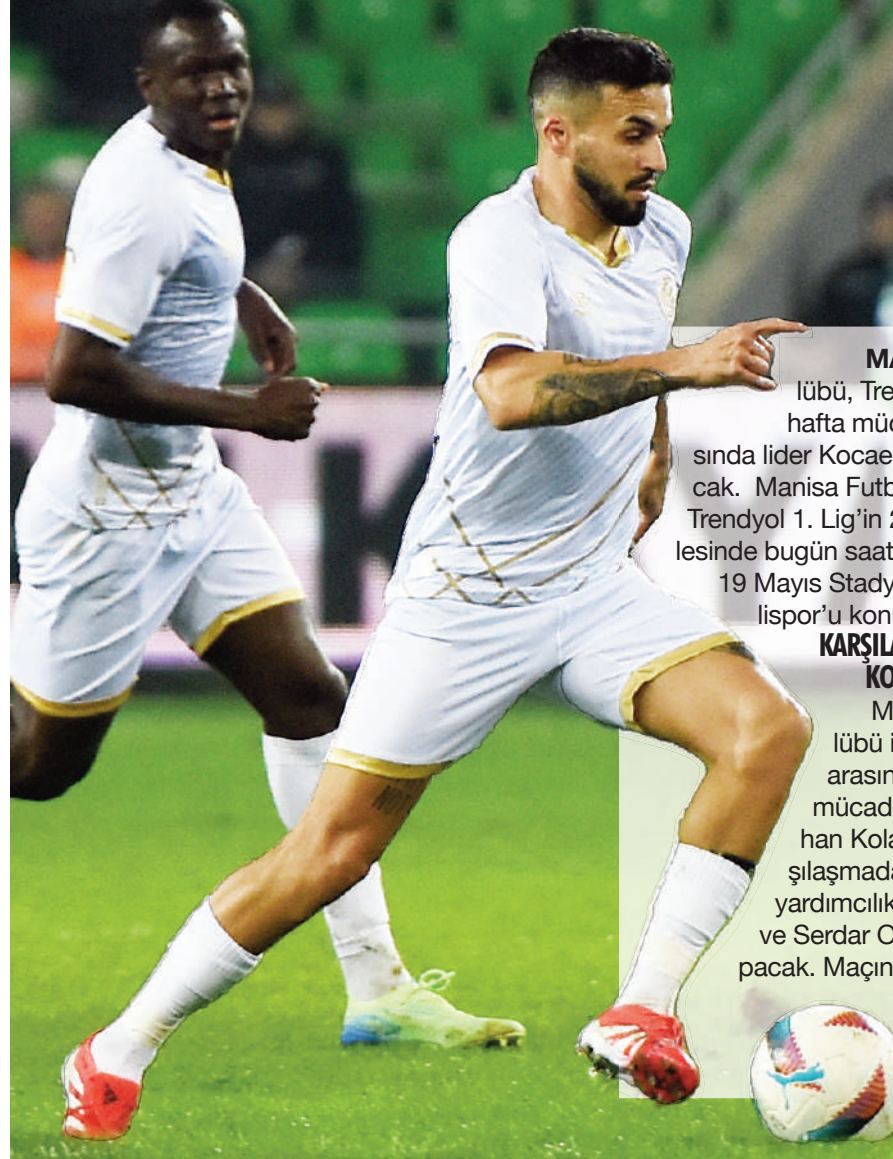 MA
lübü, Tre
hafta müc
sında lider Kocae
cak. Manisa Futb
Trendyol 1. Lig’in 2
lesinde bugün saat
19 Mayıs Stady
lispor’u kon
KARŞILA
KO
M
lübü i
arasın
mücad
han Kola
şılaşmada
yardımcılık
ve Serdar O
pacak. Maçın